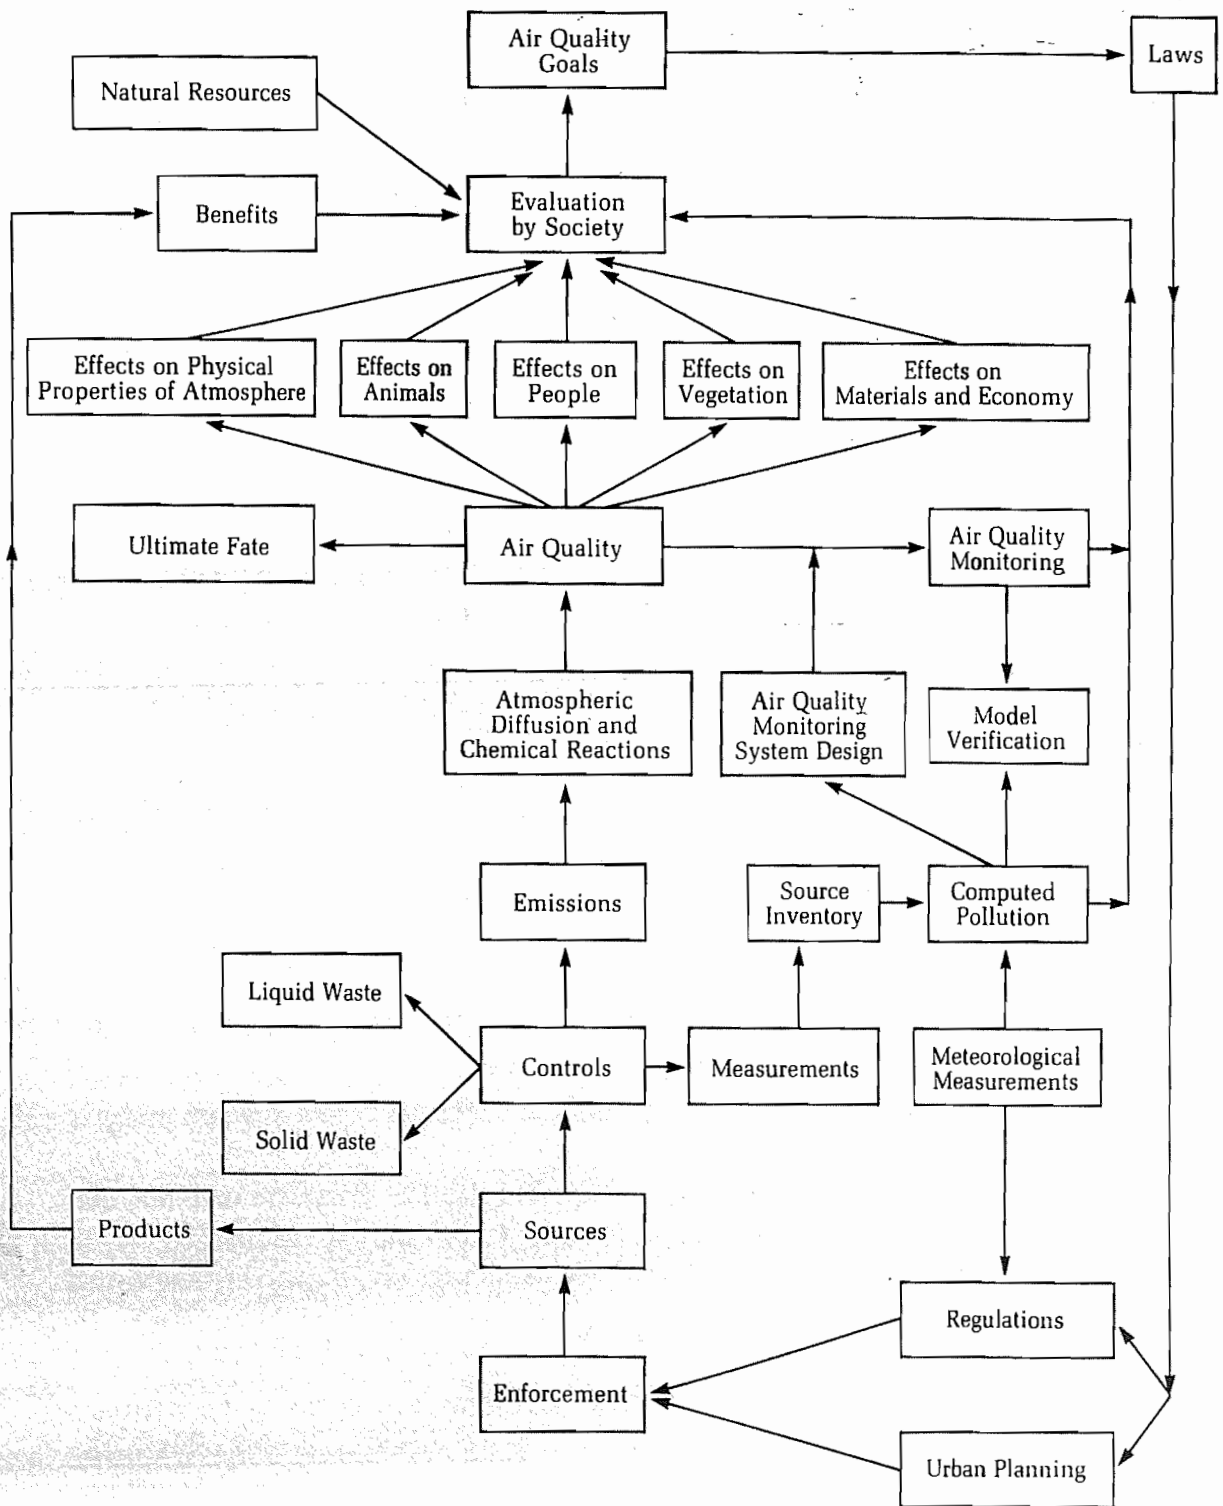 Air Quality
Goals
Laws
Natural Resources
Benefits
Evaluation
by Society
Effects on Physical
Properties of Atmosphere
Effects on
Animals
Effects on
People
Effects on
Vegetation
Effects on
Materials and Economy
Ultimate Fate
Air Quality
Air Quality
Monitoring
Atmospheric
Diffusion and
Chemical Reactions
Air Quality
Monitoring
System Design
Model
Verification
Emissions
Source
Inventory
Computed
Pollution
Liquid Waste
Controls
Measurements
Meteorological
Measurements
Solid Waste
Products
Sources
Regulations
Enforcement
Urban Planning